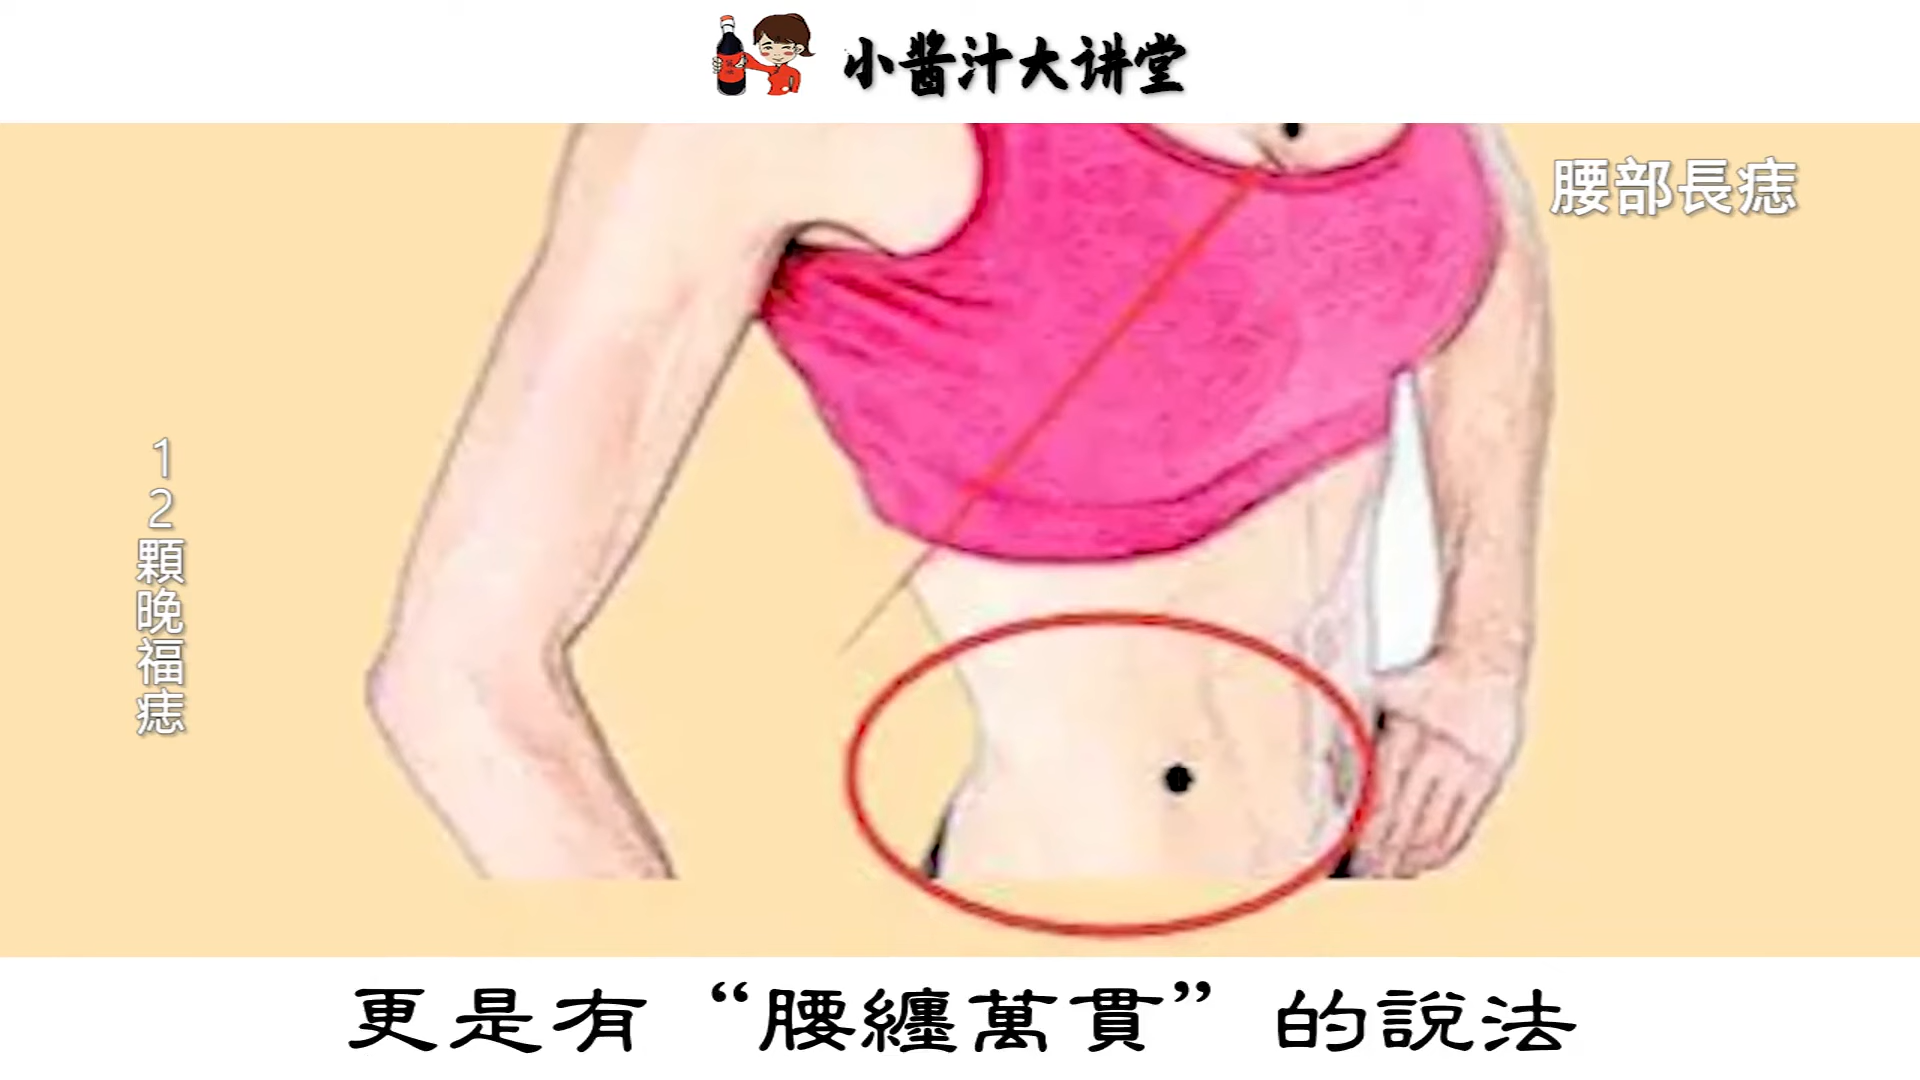 小酱汁大讲堂
腰部長痣
12顆晚福痣
更是有“腰纏萬貫”的說法